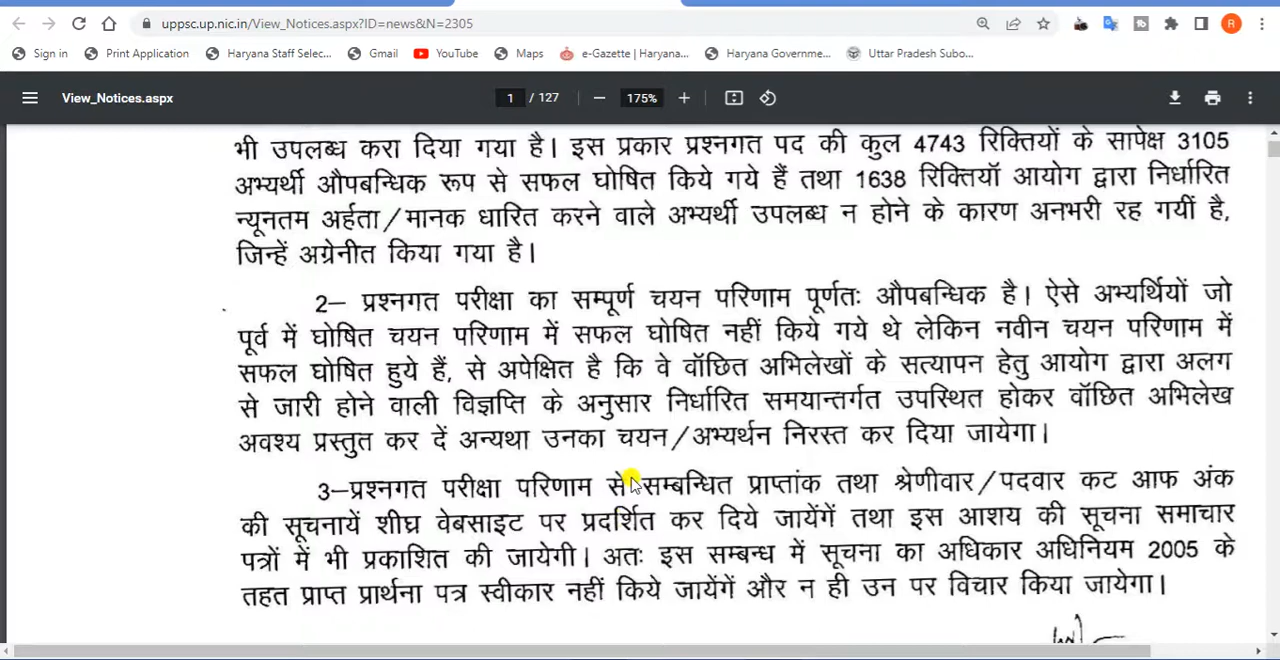 uppsc.up.nic.in/View_Notices.aspx?ID=news&N=2305
Sign in Print Application Haryana Staff Selec... Gmail YouTube Maps e-Gazette | Haryana... Haryana Governme... Uttar Pradesh Subo...
View_Notices.aspx 1 / 127 175%
भी उपलब्ध करा दिया गया है। इस प्रकार प्रश्नगत पद की कुल 4743 रिक्तियों के सापेक्ष 3105
अभ्यर्थी औपबन्धिक रूप से सफल घोषित किये गये हैं तथा 1638 रिक्तियॉ आयोग द्वारा निर्धारित
न्यूनतम अर्हता/मानक धारित करने वाले अभ्यर्थी उपलब्ध न होने के कारण अनभरी रह गयीं है,
जिन्हें अग्रेनीत किया गया है।
2– प्रश्नगत परीक्षा का सम्पूर्ण चयन परिणाम पूर्णतः औपबन्धिक है। ऐसे अभ्यर्थियों जो
पूर्व में घोषित चयन परिणाम में सफल घोषित नहीं किये गये थे लेकिन नवीन चयन परिणाम में
सफल घोषित हुये हैं, से अपेक्षित है कि वे वॉछित अभिलेखों के सत्यापन हेतु आयोग द्वारा अलग
से जारी होने वाली विज्ञप्ति के अनुसार निर्धारित समयान्तर्गत उपस्थित होकर वॉछित अभिलेख
अवश्य प्रस्तुत कर दें अन्यथा उनका चयन/अभ्यर्थन निरस्त कर दिया जायेगा।
3–प्रश्नगत परीक्षा परिणाम से सम्बन्धित प्राप्तांक तथा श्रेणीवार/पदवार कट आफ अंक
की सूचनायें शीघ्र वेबसाइट पर प्रदर्शित कर दिये जायेंगें तथा इस आशय की सूचना समाचार
पत्रों में भी प्रकाशित की जायेगी। अतः इस सम्बन्ध में सूचना का अधिकार अधिनियम 2005 के
तहत प्राप्त प्रार्थना पत्र स्वीकार नहीं किये जायेंगें और न ही उन पर विचार किया जायेगा।